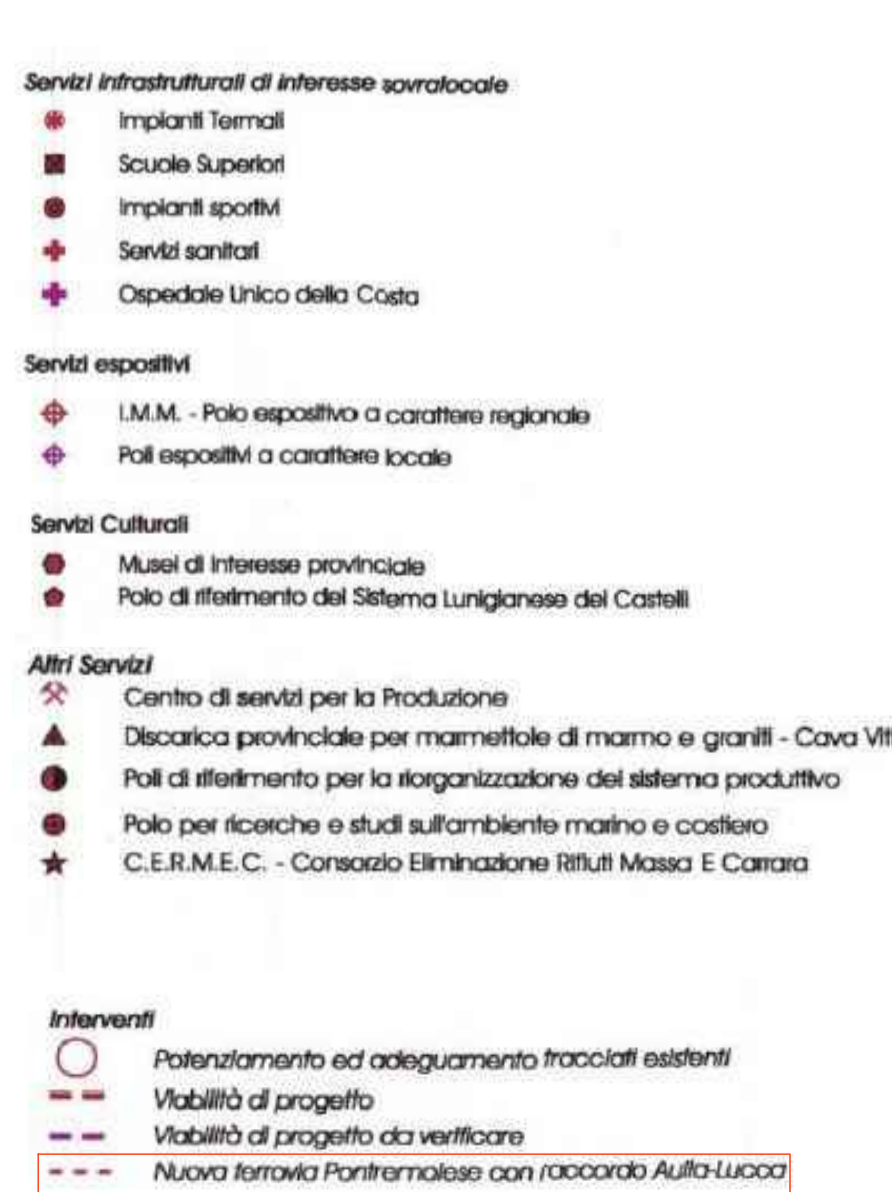 Servizi infrastrutturali di interesse sovralocale
Impianti Termali
Scuole Superiori
Impianti sportivi
Servizi sanitari
Ospedale Unico della Costa
Servizi espositivi
I.M.M. - Polo espositivo a carattere regionale
Poli espositivi a carattere locale
Servizi Culturali
Musei di interesse provinciale
Polo di riferimento del Sistema Lunigianese dei Castelli
Altri Servizi
Centro di servizi per la Produzione
Discarica provinciale per marmettole di marmo e graniti - Cava Viti
Poli di riferimento per la riorganizzazione del sistema produttivo
Polo per ricerche e studi sull'ambiente marino e costiero
C.E.R.M.E.C. - Consorzio Eliminazione Rifiuti Massa E Carrara
Interventi
Potenziamento ed adeguamento tracciati esistenti
Viabilità di progetto
Viabilità di progetto da verificare
Nuova ferrovia Pontremolese con raccordo Aulla-Lucca